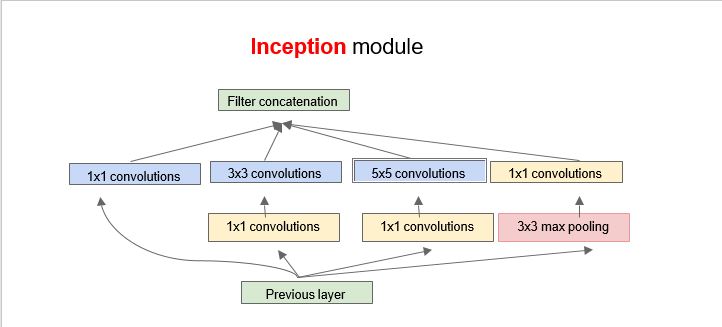 Inception module
Filter concatenation
1x1 convolutions
3x3 convolutions
5x5 convolutions
1x1 convolutions
1x1 convolutions
1x1 convolutions
3x3 max pooling
Previous layer